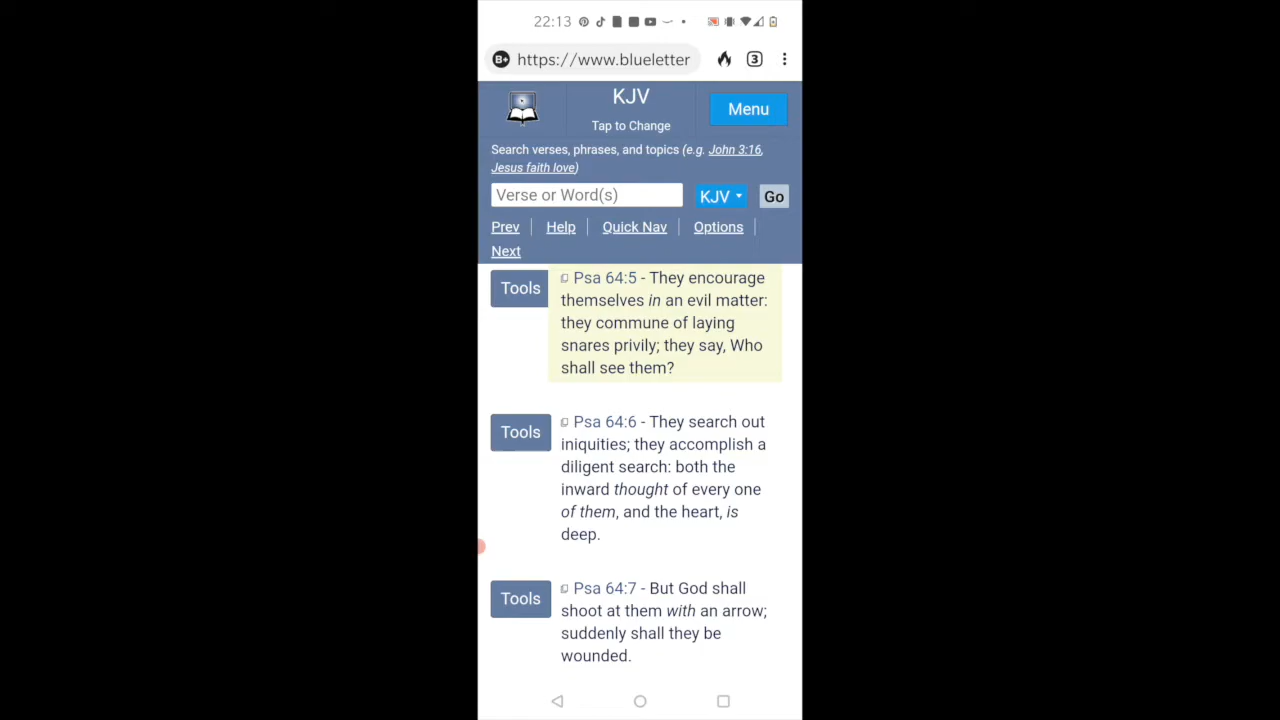 22:13
https://www.blueletter
3
KJV
Tap to Change
Menu
Search verses, phrases, and topics (e.g. John 3:16,
Jesus faith love)
Verse or Word(s)
KJV
Go
Prev
Help
Quick Nav
Options
Next
Tools
Psa 64:5 - They encourage
themselves in an evil matter:
they commune of laying
snares privily; they say, Who
shall see them?
Tools
Psa 64:6 - They search out
iniquities; they accomplish a
diligent search: both the
inward thought of every one
of them, and the heart, is
deep.
Tools
Psa 64:7 - But God shall
shoot at them with an arrow;
suddenly shall they be
wounded.